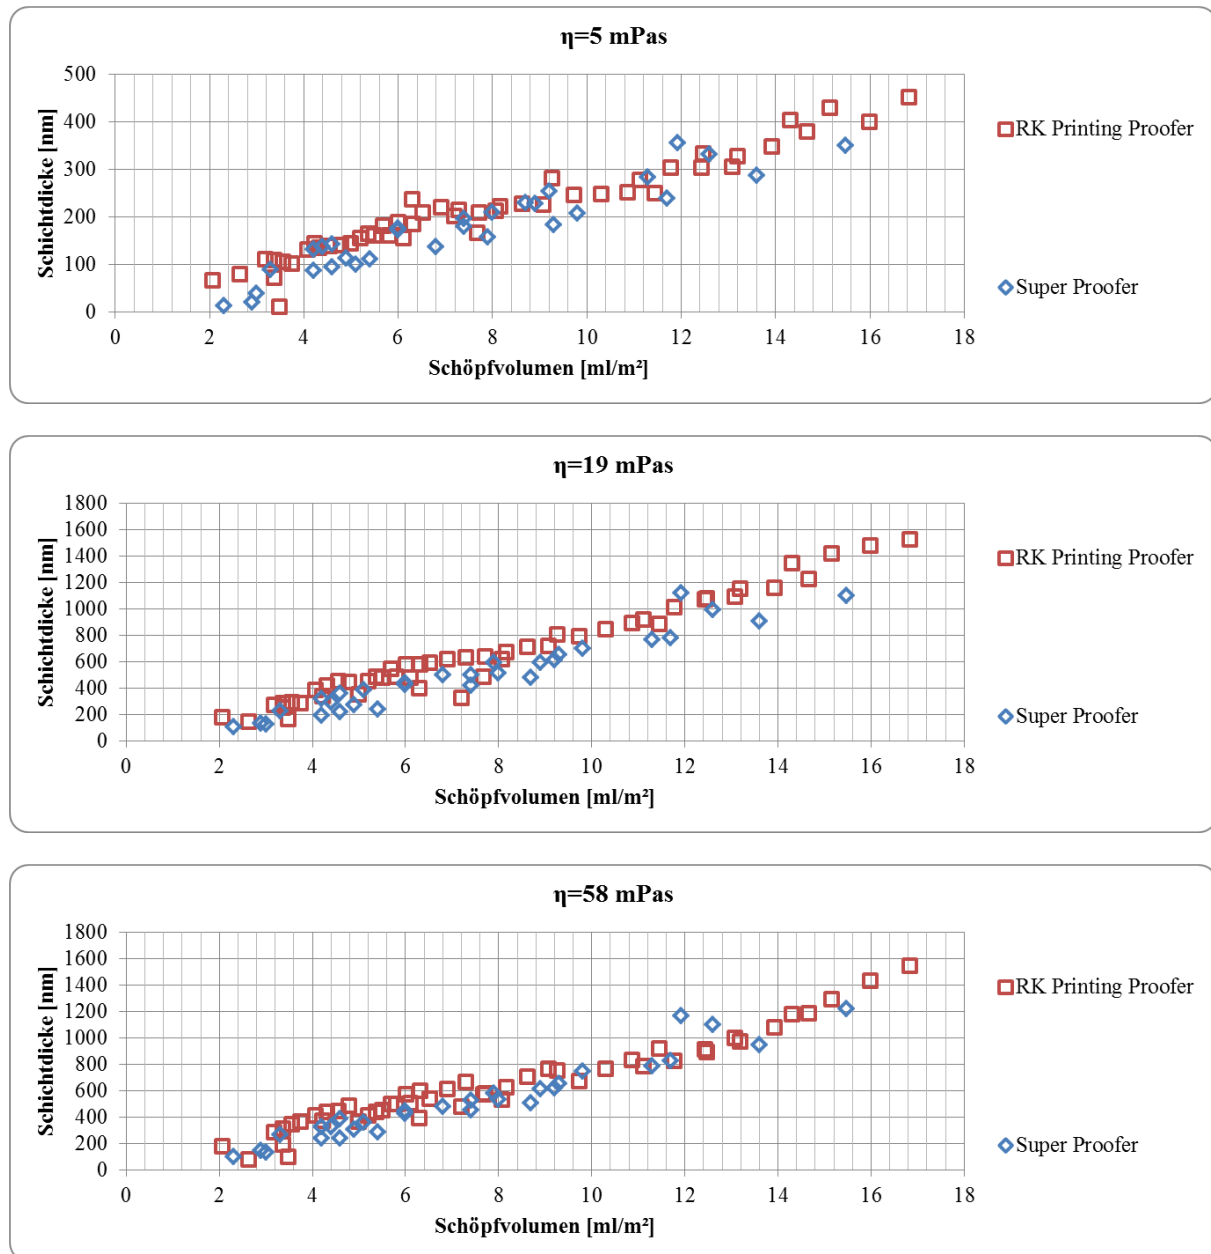 η=5 mPas
Schichtdicke [nm]
500
400
300
200
100
0
0 2 4 6 8 10 12 14 16 18
Schöpfvolumen [ml/m²]
RK Printing Proofer
Super Proofer
η=19 mPas
Schichtdicke [nm]
1800
1600
1400
1200
1000
800
600
400
200
0
0 2 4 6 8 10 12 14 16 18
Schöpfvolumen [ml/m²]
RK Printing Proofer
Super Proofer
η=58 mPas
Schichtdicke [nm]
1800
1600
1400
1200
1000
800
600
400
200
0
0 2 4 6 8 10 12 14 16 18
Schöpfvolumen [ml/m²]
RK Printing Proofer
Super Proofer